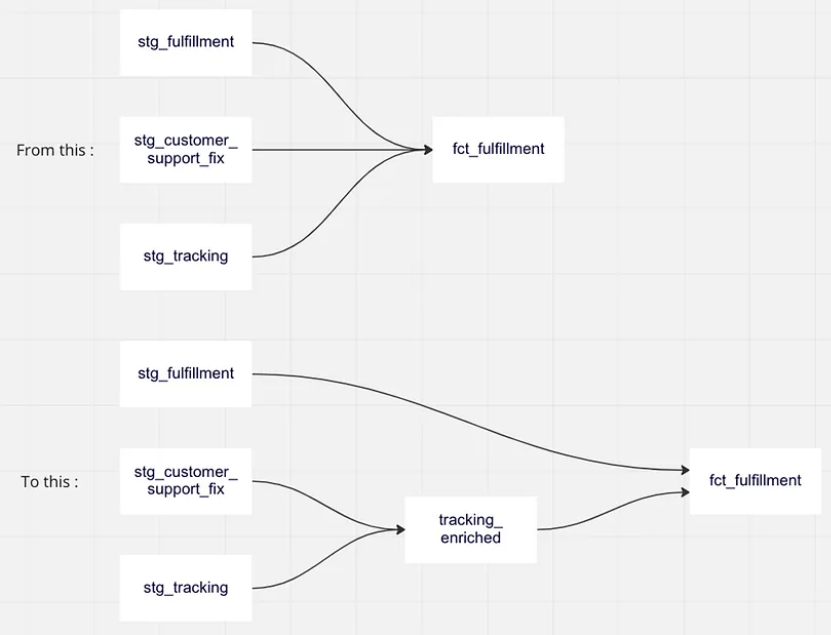 stg_fulfillment
From this :
stg_customer_
support_fix
fct_fulfillment
stg_tracking
stg_fulfillment
To this :
stg_customer_
support_fix
fct_fulfillment
tracking_
enriched
stg_tracking